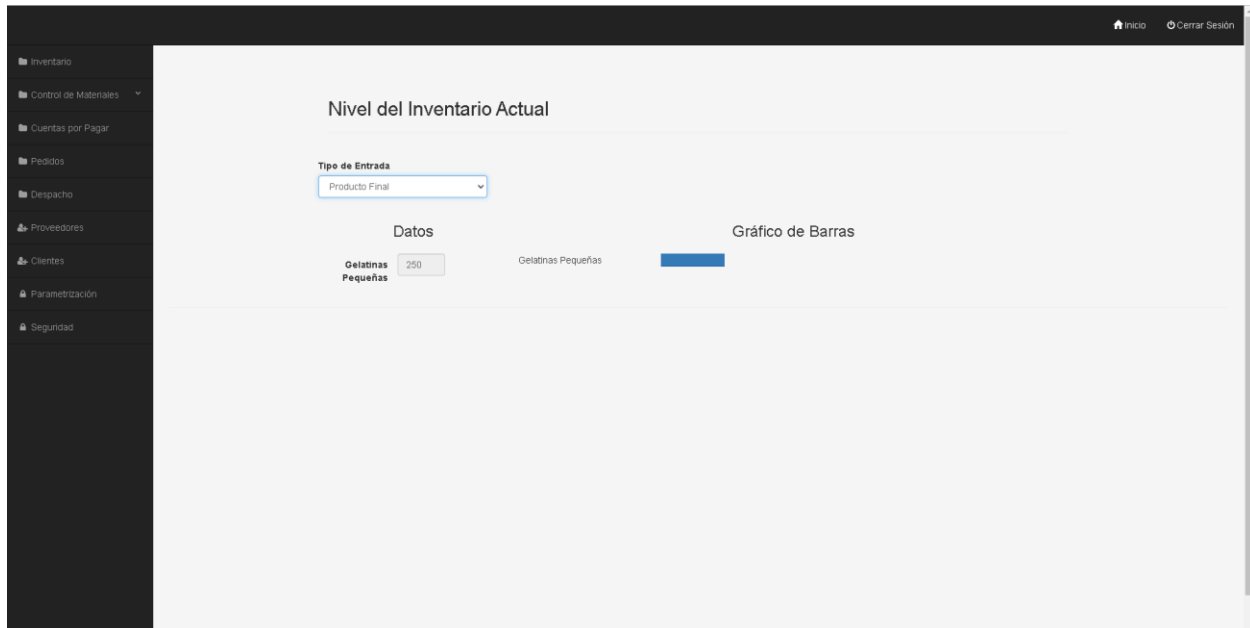 Inicio
Cerrar Sesión
Inventario
Control de Materiales
Cuentas por Pagar
Pedidos
Despacho
Proveedores
Clientes
Parametrización
Seguridad
Nivel del Inventario Actual
Tipo de Entrada
Producto Final
Datos
Gelatinas
Pequeñas
250
Gráfico de Barras
Gelatinas Pequeñas